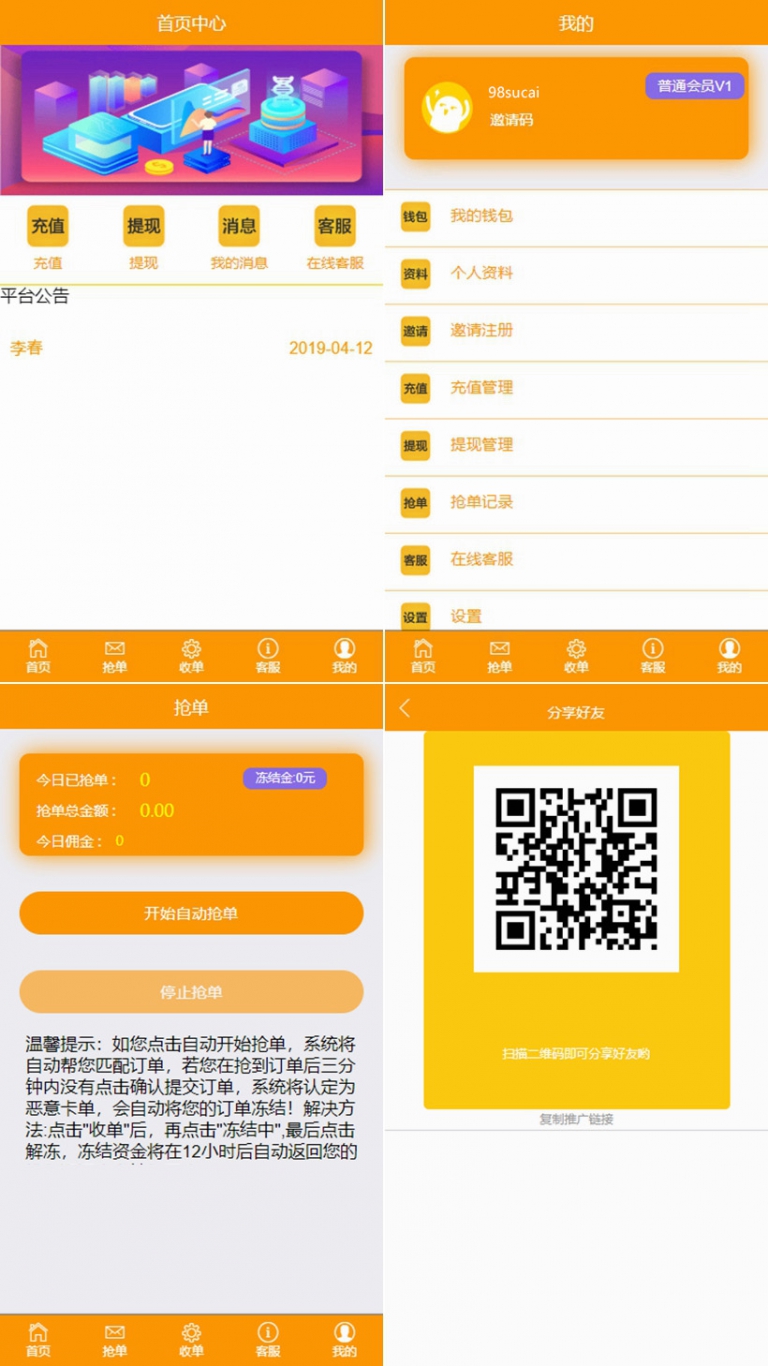 首页中心
充值
提现
消息
客服
充值
提现
我的消息
在线客服
平台公告
李春
2019-04-12
首页
抢单
收单
客服
我的
我的
98sucai
普通会员V1
邀请码
钱包
我的钱包
资料
个人资料
邀请
邀请注册
充值
充值管理
提现
提现管理
抢单
抢单记录
客服
在线客服
设置
设置
首页
抢单
收单
客服
我的
抢单
今日已抢单: 0
冻结金:0元
抢单总金额: 0.00
今日佣金: 0
开始自动抢单
停止抢单
温馨提示：如您点击自动开始抢单，系统将
自动帮您匹配订单，若您在抢到订单后三分
钟内没有点击确认提交订单，系统将认定为
恶意卡单，会自动将您的订单冻结！解决方
法:点击"收单"后，再点击"冻结中",最后点击
解冻，冻结资金将在12小时后自动返回您的
首页
抢单
收单
客服
我的
分享好友
扫描二维码即可分享好友哟
复制推广链接